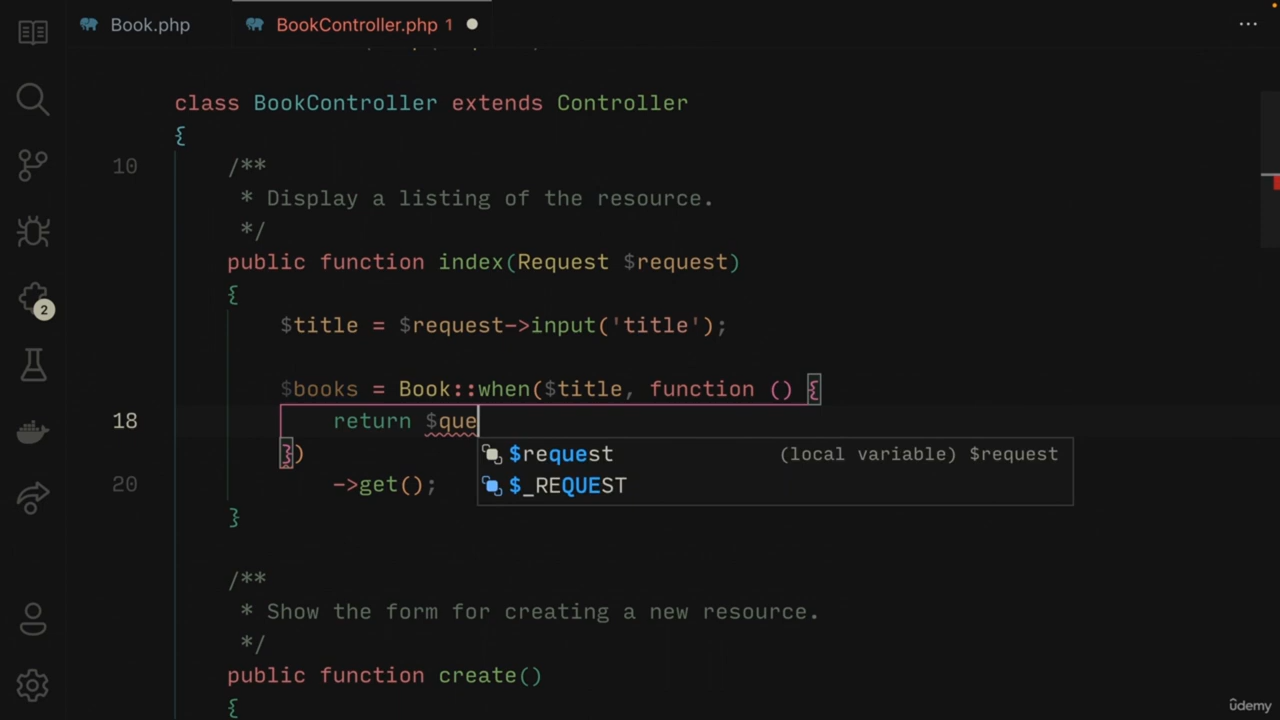 Book.php
BookController.php 1
class BookController extends Controller
{
10 /**
* Display a listing of the resource.
*/
public function index(Request $request)
{
$title = $request->input('title');
$books = Book::when($title, function () {
18 return $que
$request (local variable) $request
})
$_REQUEST
20 ->get();
}
/**
* Show the form for creating a new resource.
*/
public function create()
{
2
ûdemy